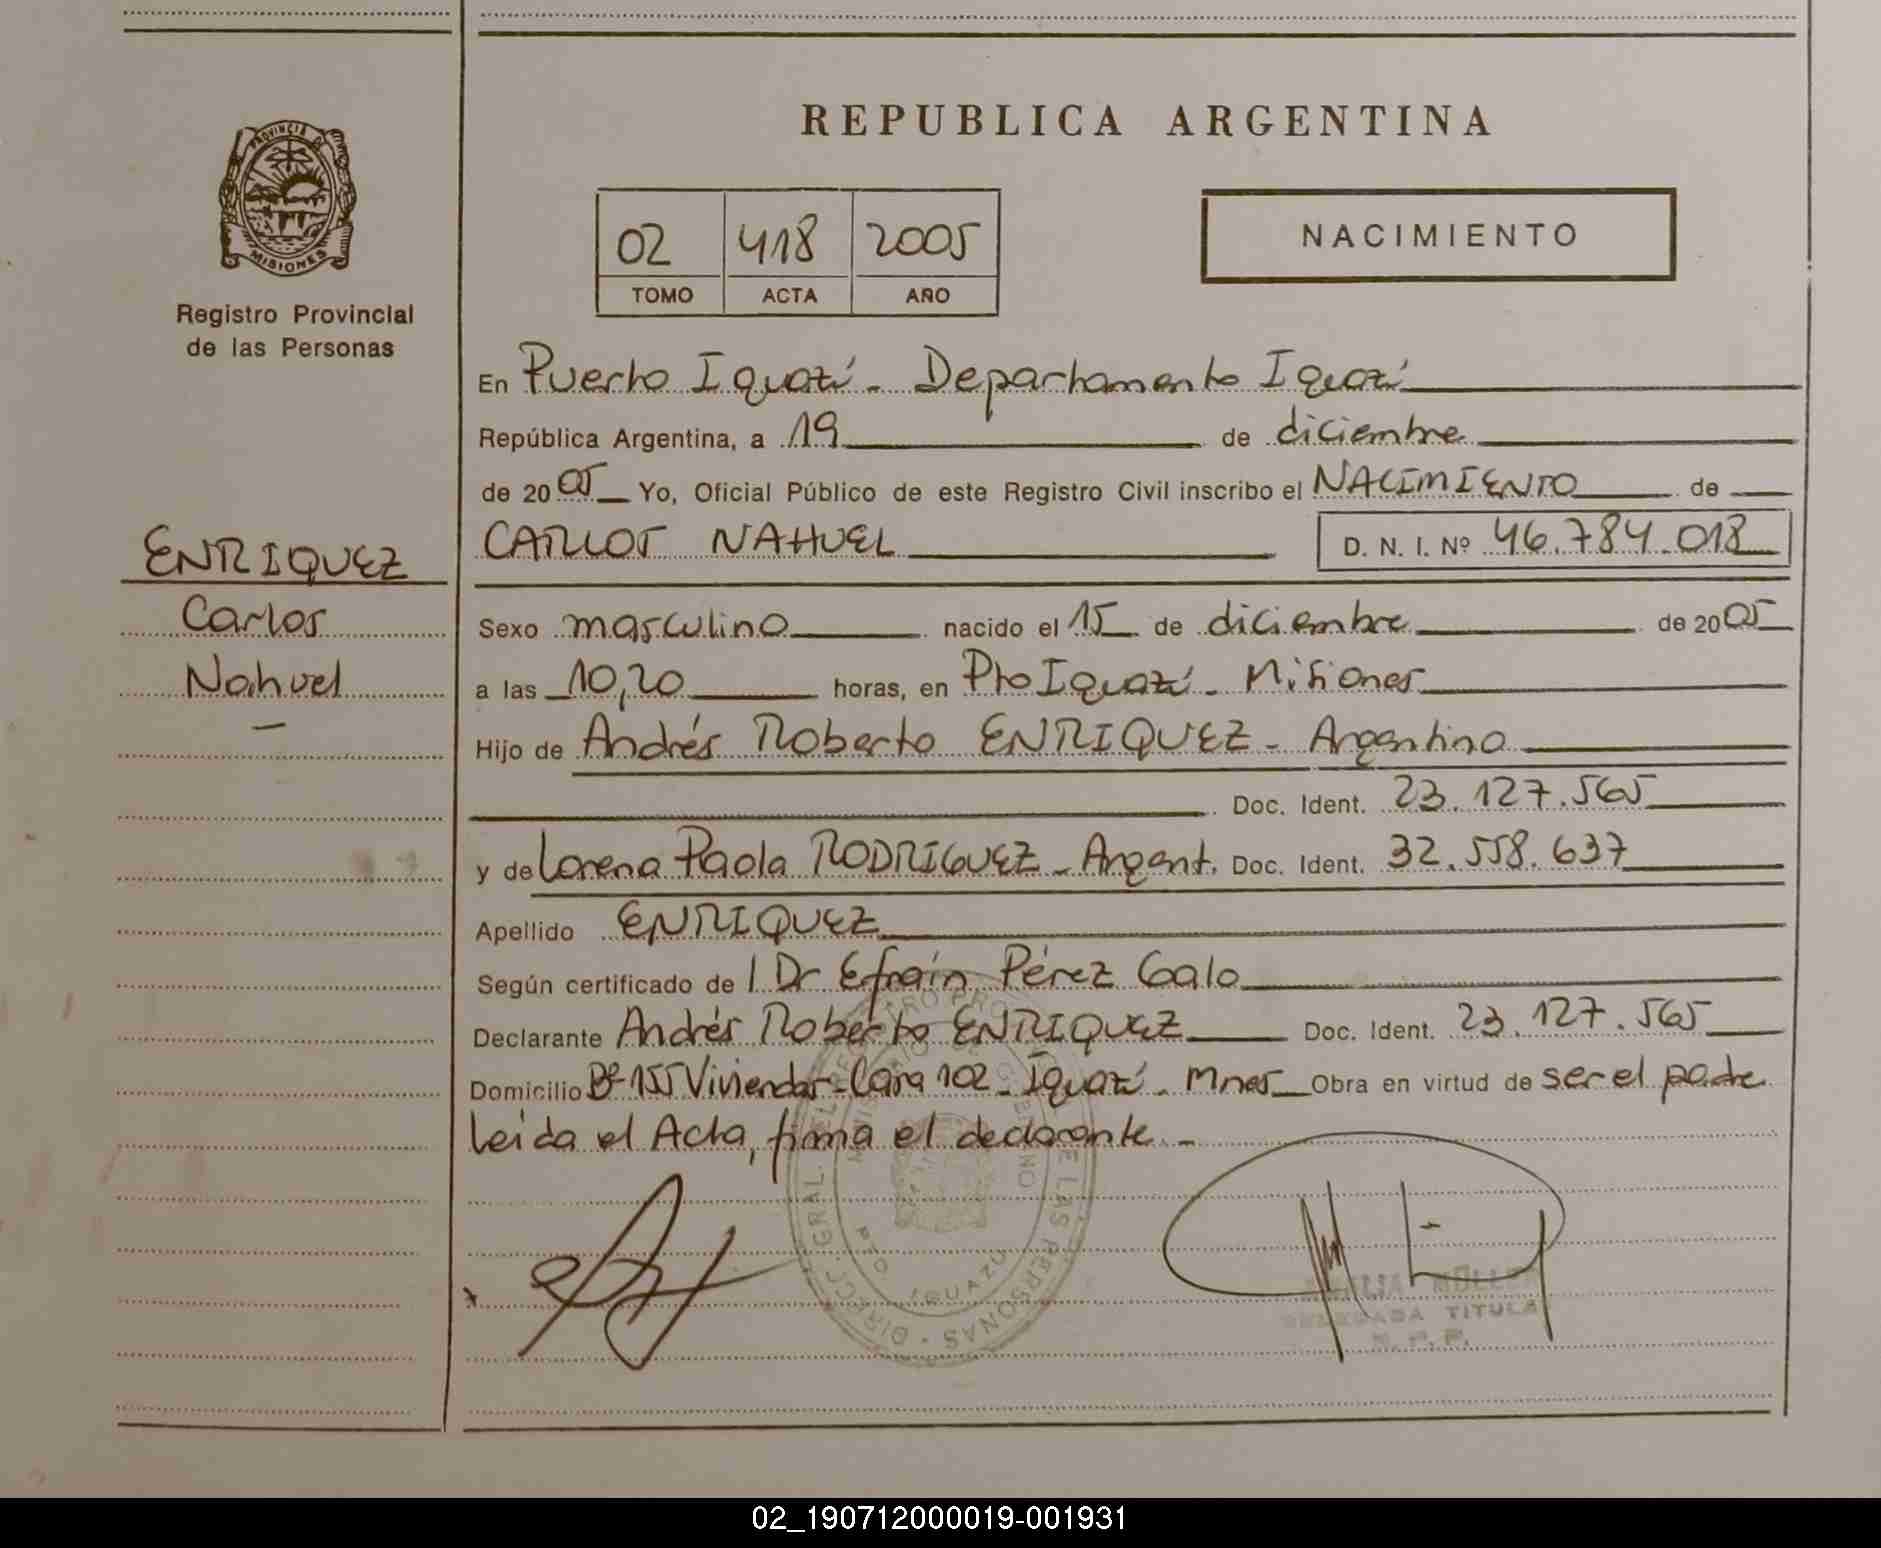 REPUBLICA ARGENTINA
PROVINCIA DE
MISIONES
Registro Provincial
de las Personas
02 418 2005
TOMO ACTA AÑO
NACIMIENTO
En Puerto Iguazú - Departamento Iguazú
República Argentina, a 19 de diciembre
de 2005 Yo, Oficial Público de este Registro Civil inscribo el NACIMIENTO de
CARLOS NAHUEL D. N. I. Nº 46.784.018
ENRIQUEZ
Carlos
Nahuel
Sexo masculino nacido el 15 de diciembre de 2005
a las 10,20 horas, en Pto Iguazú - Misiones
Hijo de Andrés Roberto ENRIQUEZ - Argentino
Doc. Ident. 23.127.565
y de Lorena Paola RODRIGUEZ - Argent. Doc. Ident. 32.558.637
Apellido ENRIQUEZ
Según certificado de l Dr Efraín Pérez Galo
Declarante Andrés Roberto ENRIQUEZ Doc. Ident. 23.127.565
Domicilio Bº 155 Viviendas - Casa 102 - Iguazú - Mnes Obra en virtud de ser el padre
Leída el Acta, firma el declarante -
MÜLLER
TITULAR
02_190712000019-001931